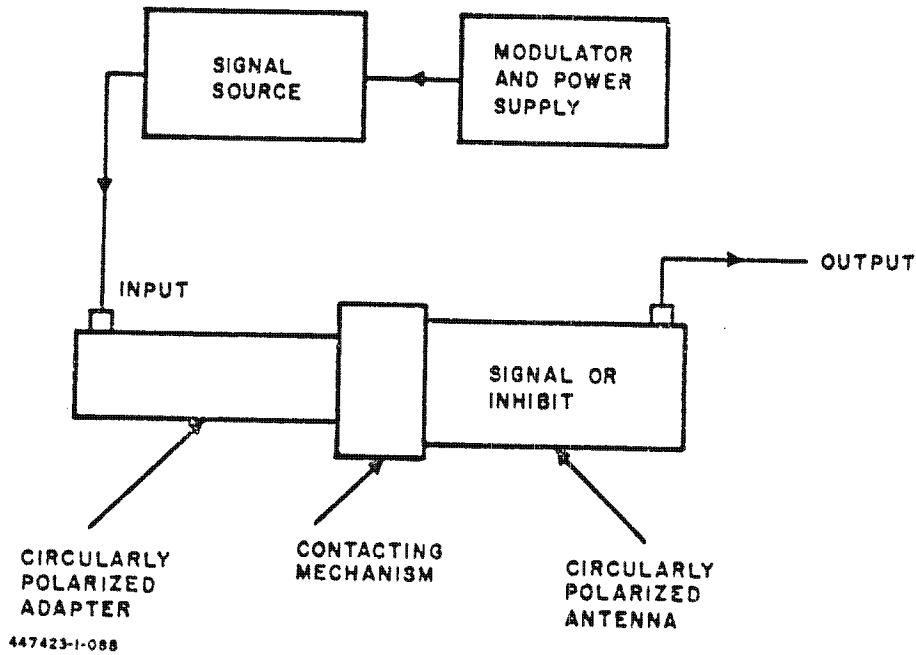 SIGNAL
SOURCE
MODULATOR
AND POWER
SUPPLY
INPUT
OUTPUT
SIGNAL OR
INHIBIT
CIRCULARLY
POLARIZED
ADAPTER
CONTACTING
MECHANISM
CIRCULARLY
POLARIZED
ANTENNA
447423-1-088